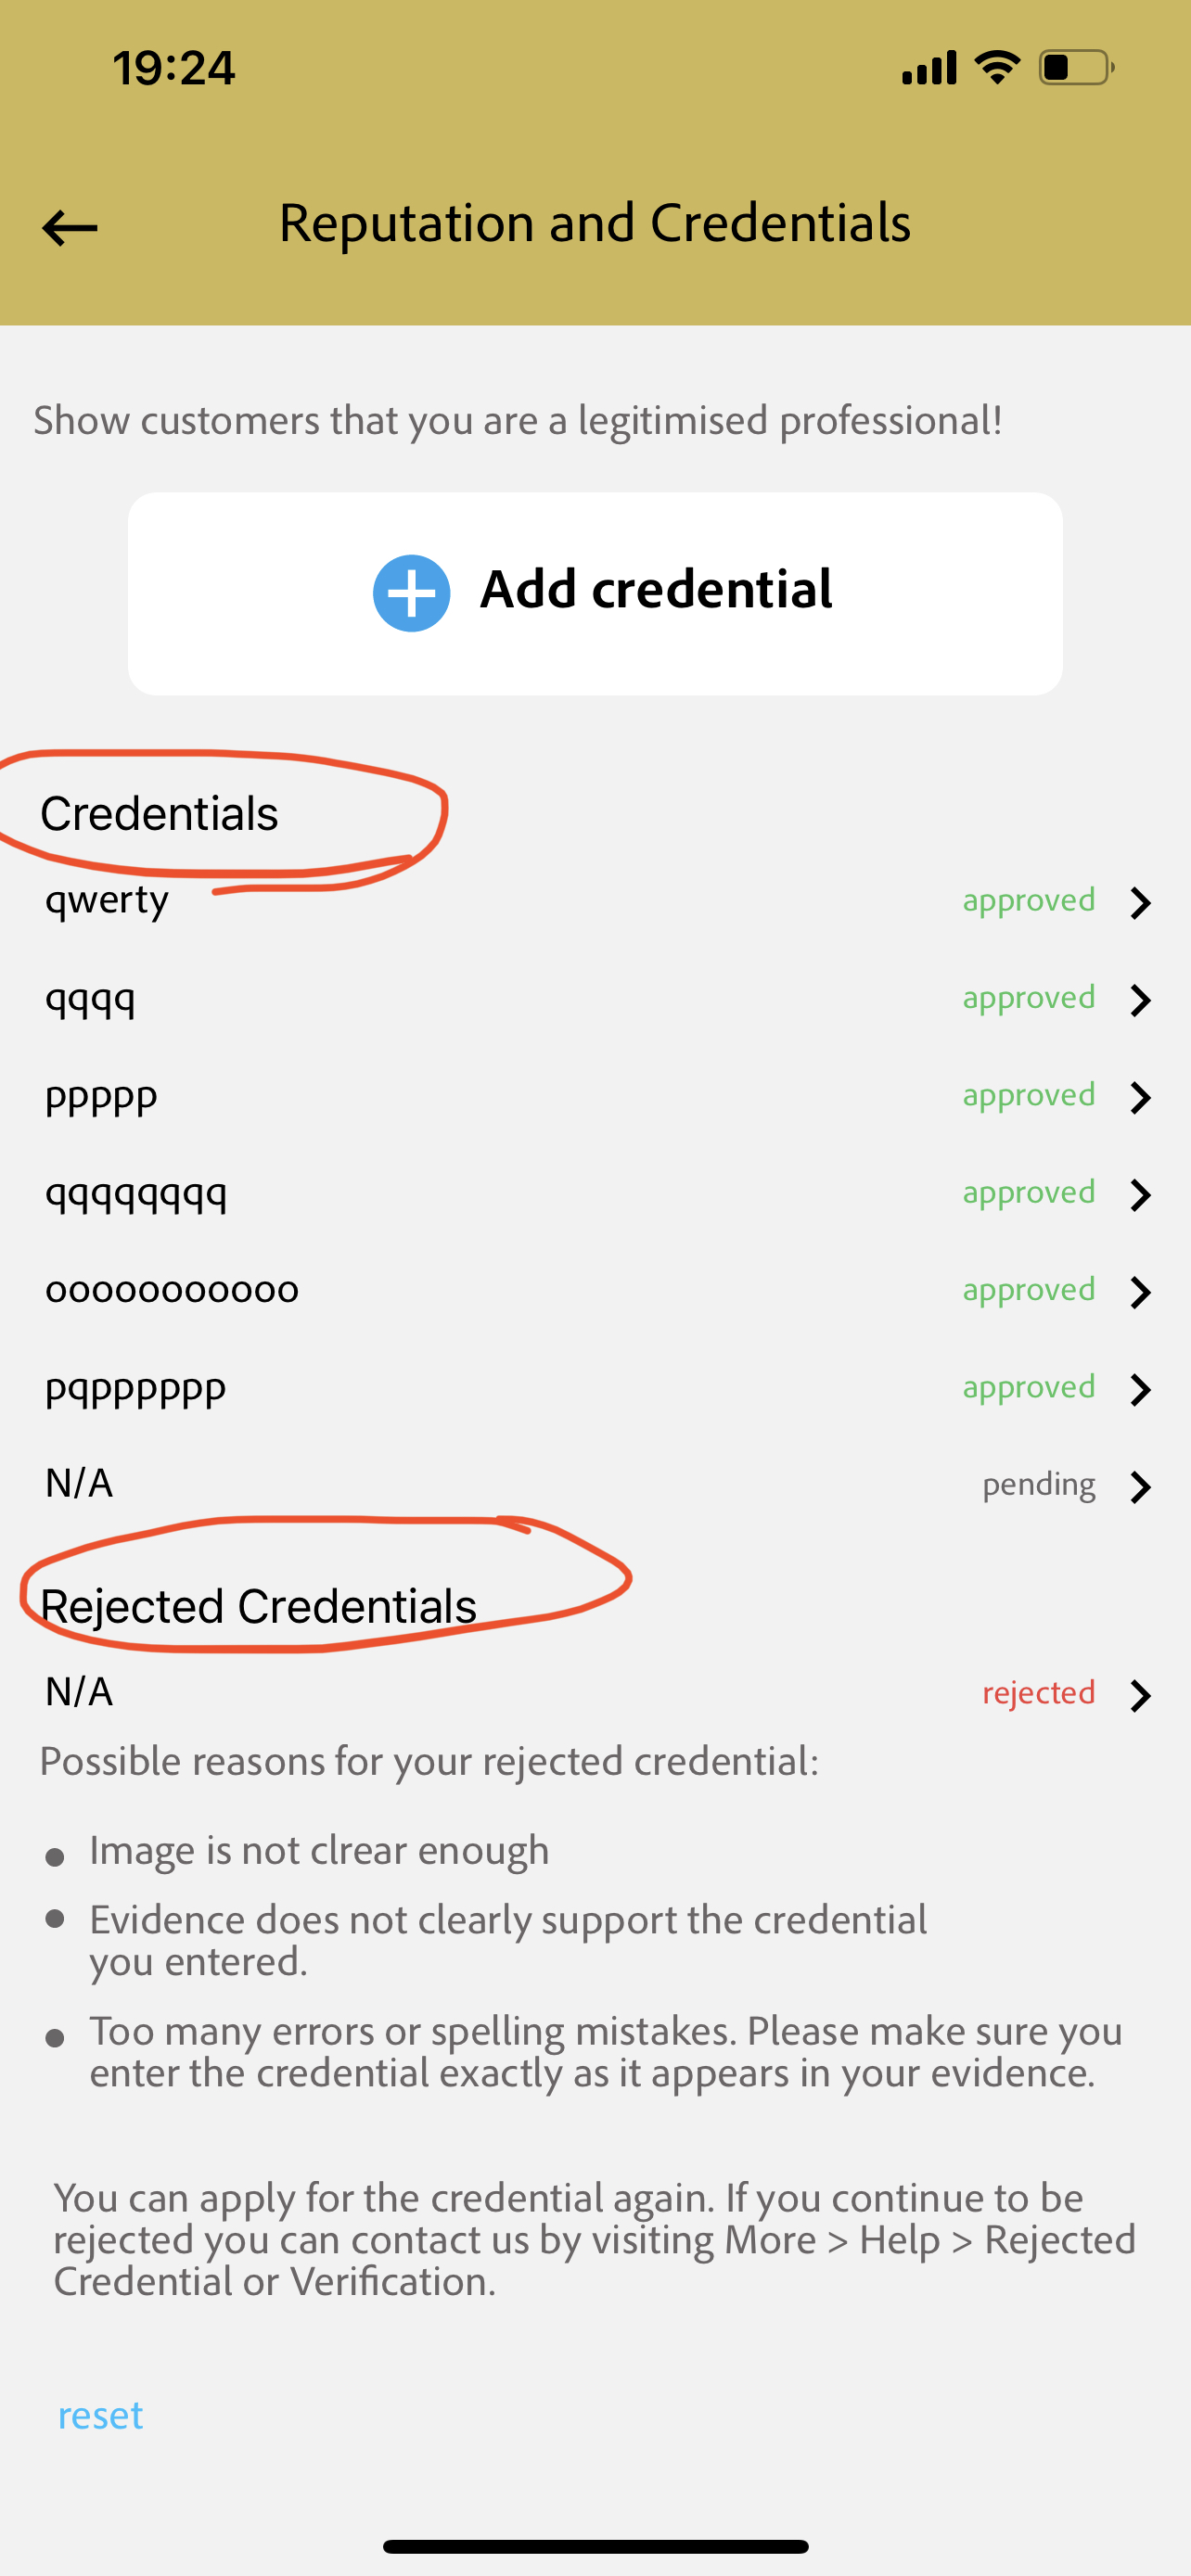 19:24
Reputation and Credentials
Show customers that you are a legitimised professional!
Add credential
Credentials
qwerty approved
qqqq approved
ppppp approved
qqqqqqqq approved
ooooooooooo approved
pqpppppp approved
N/A pending
Rejected Credentials
N/A rejected
Possible reasons for your rejected credential:
Image is not clrear enough
Evidence does not clearly support the credential
you entered.
Too many errors or spelling mistakes. Please make sure you
enter the credential exactly as it appears in your evidence.
You can apply for the credential again. If you continue to be
rejected you can contact us by visiting More > Help > Rejected
Credential or Verification.
reset